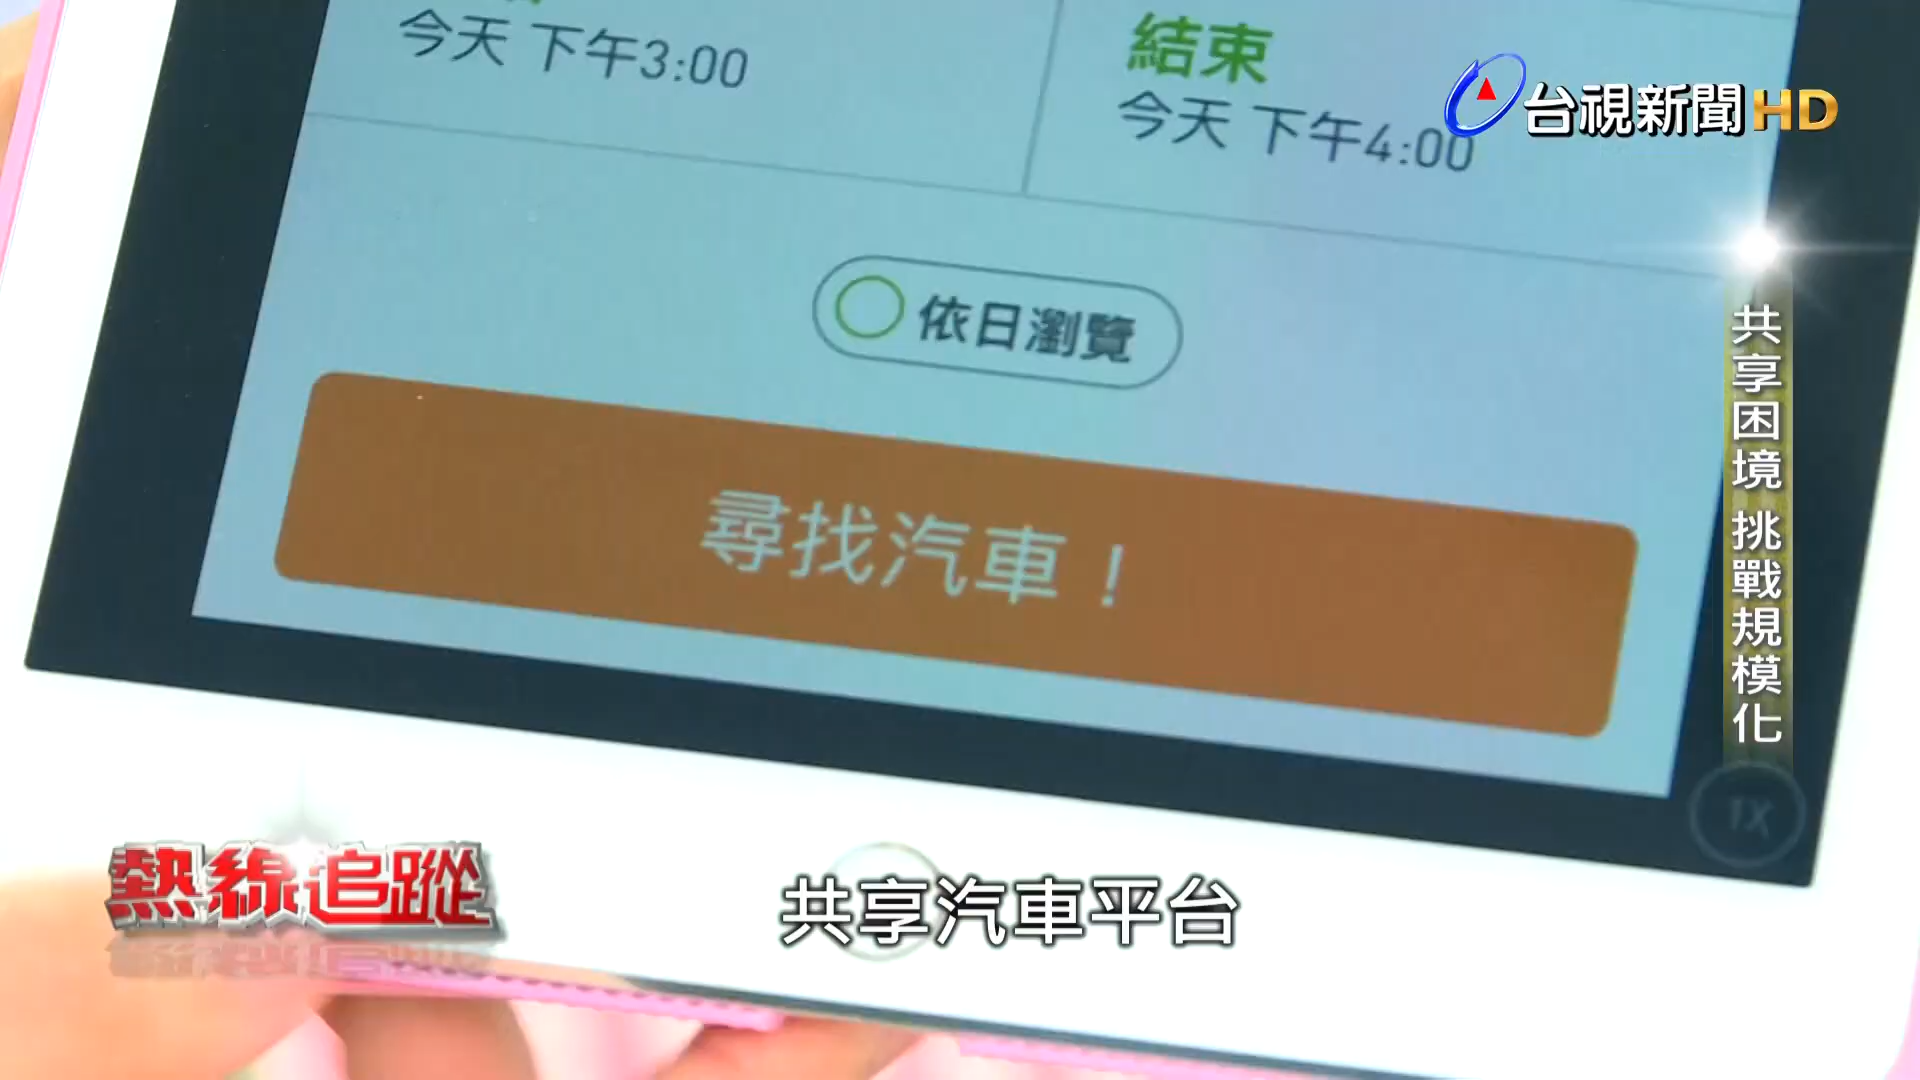 今天 下午3:00
結束
今天 下午4:00
依日瀏覽
尋找汽車！
台視新聞HD
共享困境 挑戰規模化
1X
熱線追蹤
共享汽車平台